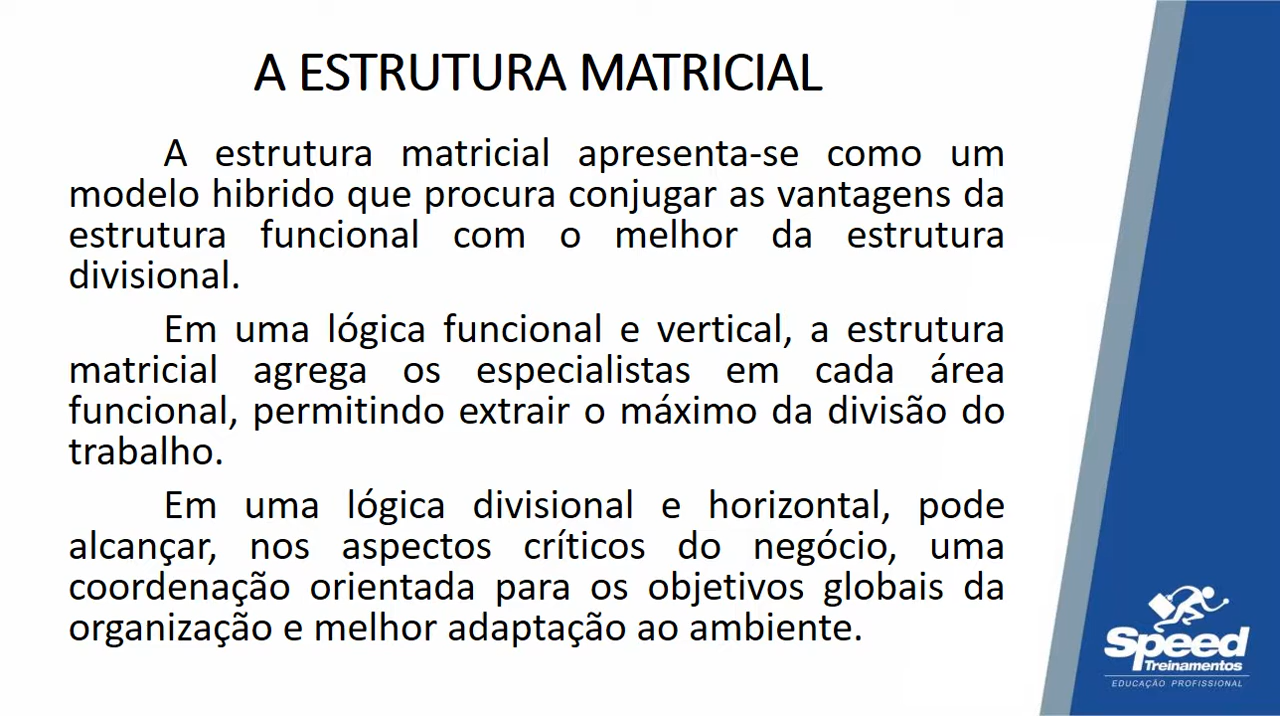 A ESTRUTURA MATRICIAL
A estrutura matricial apresenta-se como um
modelo hibrido que procura conjugar as vantagens da
estrutura funcional com o melhor da estrutura
divisional.
Em uma lógica funcional e vertical, a estrutura
matricial agrega os especialistas em cada área
funcional, permitindo extrair o máximo da divisão do
trabalho.
Em uma lógica divisional e horizontal, pode
alcançar, nos aspectos críticos do negócio, uma
coordenação orientada para os objetivos globais da
organização e melhor adaptação ao ambiente.
Speed
Treinamentos
EDUCAÇÃO PROFISSIONAL